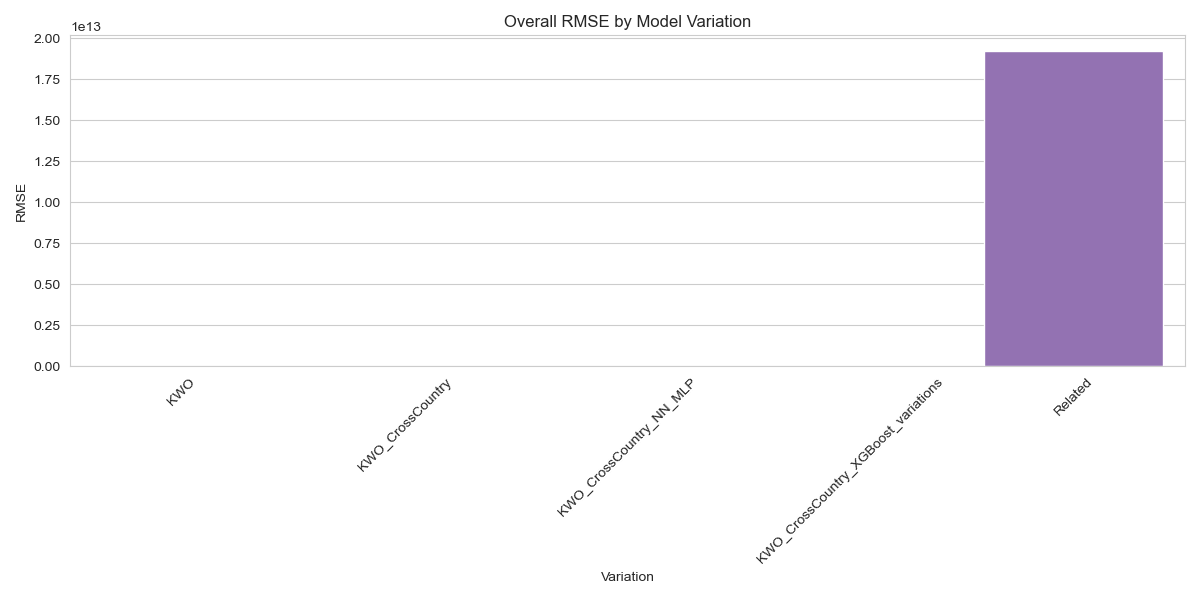 Overall RMSE by Model Variation
1e13
2.00
1.75
1.50
1.25
1.00
0.75
0.50
0.25
0.00
RMSE
KWO
KWO_CrossCountry
KWO_CrossCountry_NN_MLP
KWO_CrossCountry_XGBoost_variations
Related
Variation